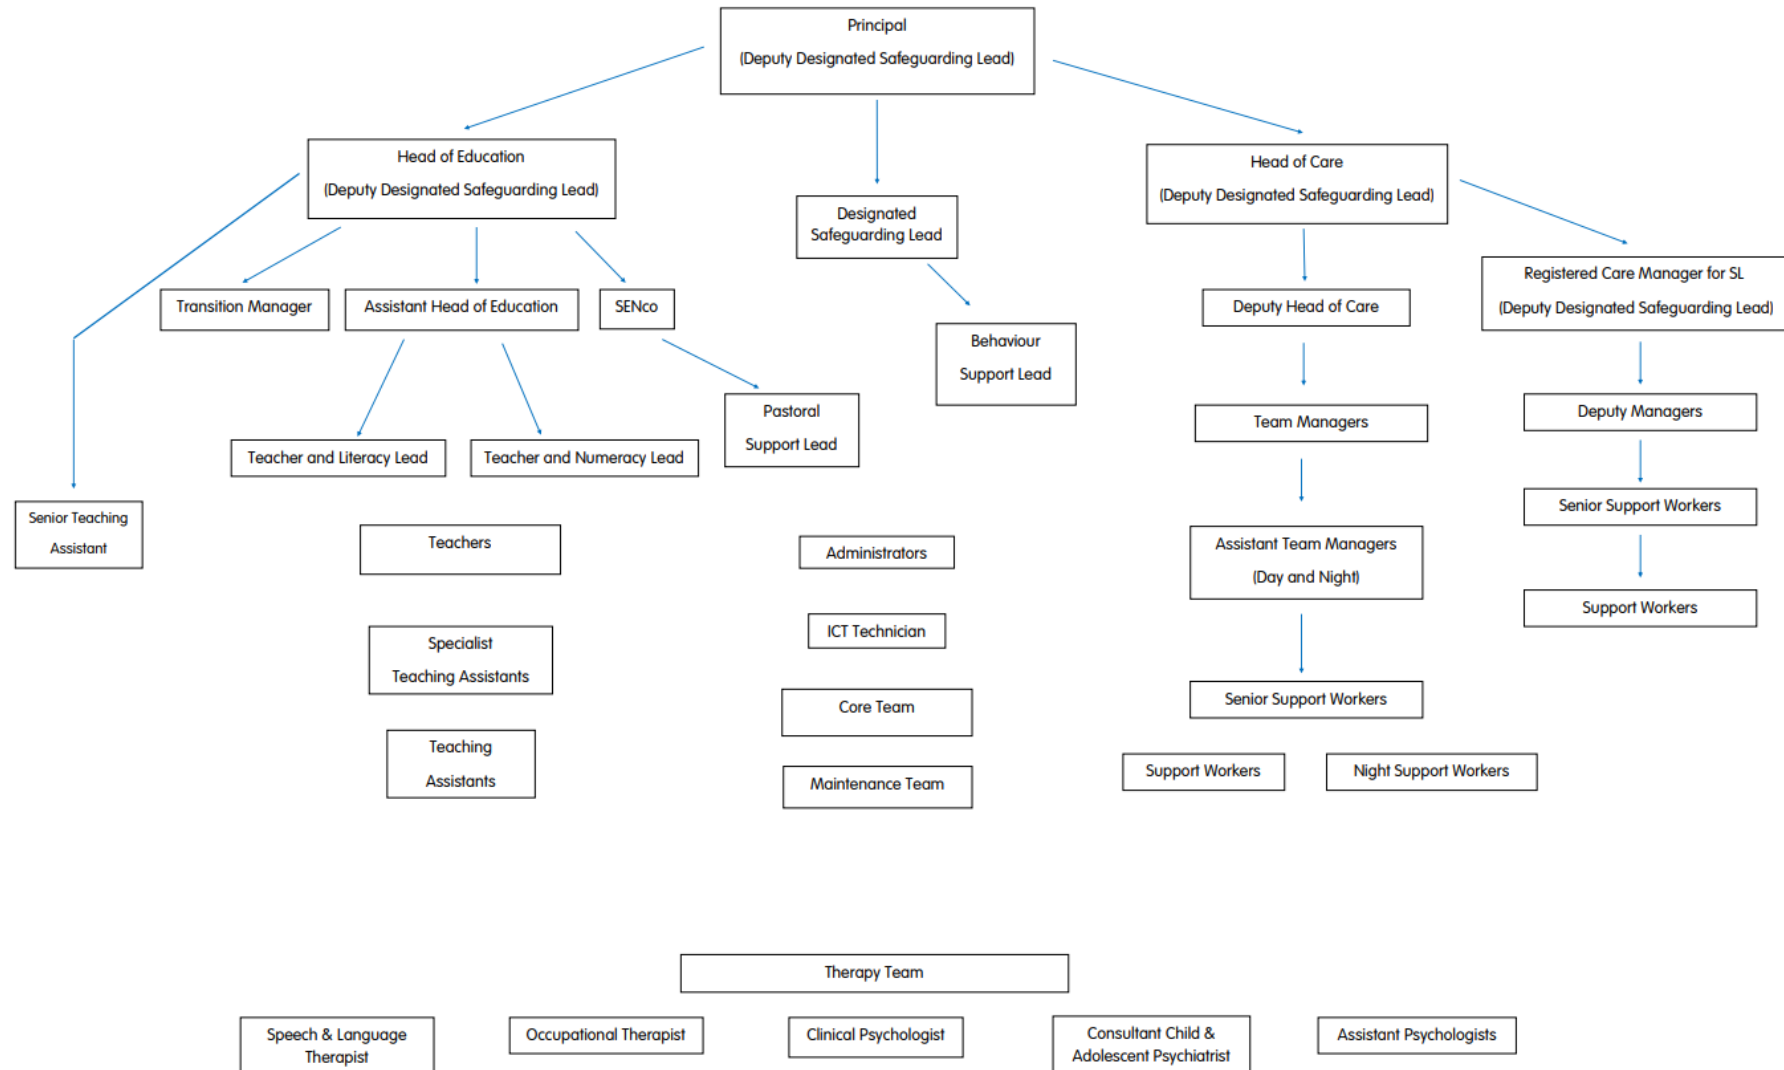 Principal
(Deputy Designated Safeguarding Lead)
Head of Education
(Deputy Designated Safeguarding Lead)
Designated
Safeguarding Lead
Head of Care
(Deputy Designated Safeguarding Lead)
Registered Care Manager for SL
(Deputy Designated Safeguarding Lead)
Transition Manager
Assistant Head of Education
SENco
Deputy Head of Care
Behaviour
Support Lead
Pastoral
Support Lead
Team Managers
Deputy Managers
Teacher and Literacy Lead
Teacher and Numeracy Lead
Senior Teaching
Assistant
Senior Support Workers
Teachers
Administrators
Assistant Team Managers
(Day and Night)
Support Workers
Specialist
Teaching Assistants
ICT Technician
Core Team
Senior Support Workers
Teaching
Assistants
Maintenance Team
Support Workers
Night Support Workers
Therapy Team
Speech & Language
Therapist
Occupational Therapist
Clinical Psychologist
Consultant Child &
Adolescent Psychiatrist
Assistant Psychologists